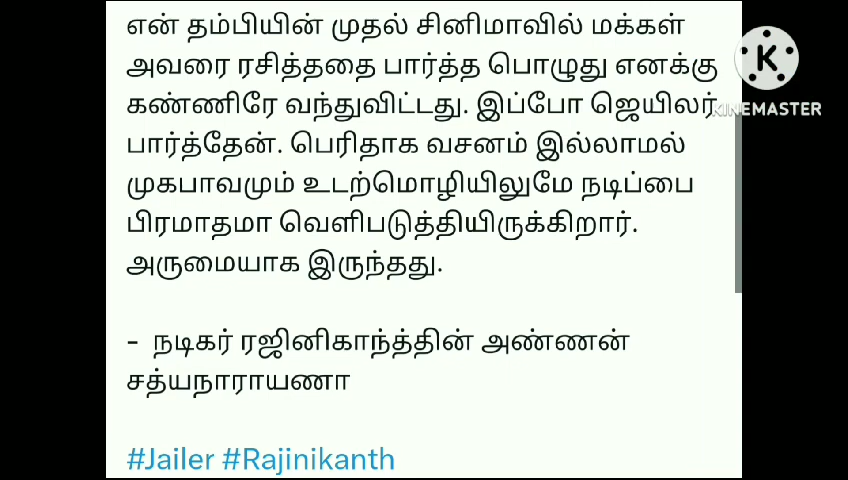 என் தம்பியின் முதல் சினிமாவில் மக்கள்
அவரை ரசித்ததை பார்த்த பொழுது எனக்கு
கண்ணிரே வந்துவிட்டது. இப்போ ஜெயிலர்
பார்த்தேன். பெரிதாக வசனம் இல்லாமல்
முகபாவமும் உடற்மொழியிலுமே நடிப்பை
பிரமாதமா வெளிபடுத்தியிருக்கிறார்.
அருமையாக இருந்தது.
- நடிகர் ரஜினிகாந்த்தின் அண்ணன்
சத்யநாராயணா
#Jailer #Rajinikanth
K
KINEMASTER